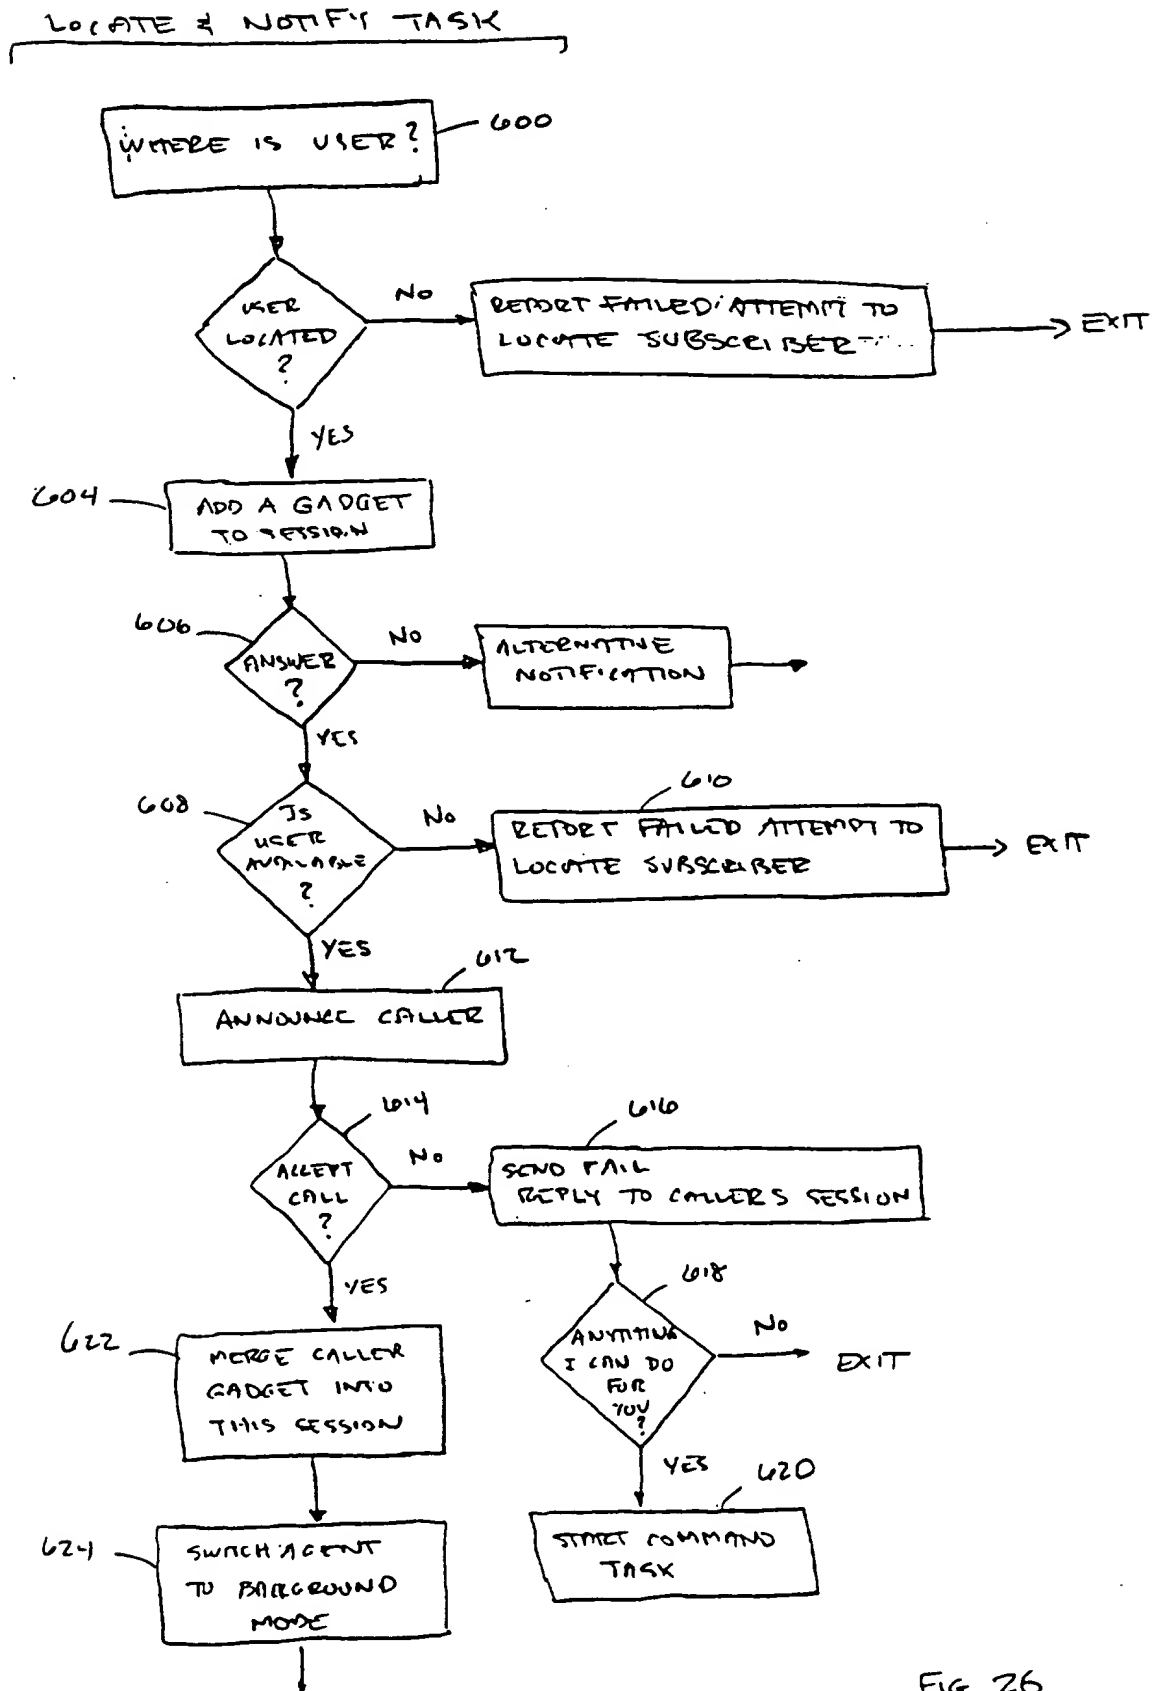 LOCATE & NOTIFY TASK
WHERE IS USER?
600
USER
LOCATED
?
NO
REPORT FAILED ATTEMPT TO
LOCATE SUBSCRIBER
EXIT
YES
604
ADD A GADGET
TO SESSION
606
ANSWER
?
NO
ALTERNATIVE
NOTIFICATION
YES
608
IS
USER
AVAILABLE
?
NO
610
REPORT FAILED ATTEMPT TO
LOCATE SUBSCRIBER
EXIT
YES
612
ANNOUNCE CALLER
614
ACCEPT
CALL
?
NO
616
SEND FAIL
REPLY TO CALLERS SESSION
YES
618
ANYTHING
I CAN DO
FOR
YOU
?
NO
EXIT
622
MERGE CALLER
GADGET INTO
THIS SESSION
YES
620
START COMMAND
TASK
624
SWITCH AGENT
TO BACKGROUND
MODE
FIG 26